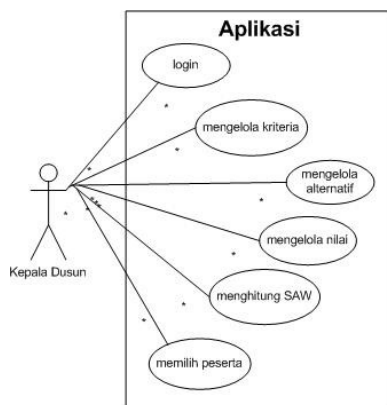 Aplikasi
login
mengelola kriteria
mengelola
alternatif
mengelola nilai
menghitung SAW
memilih peserta
Kepala Dusun
*
*
*
*
*
*
*
*
*
*
*
*